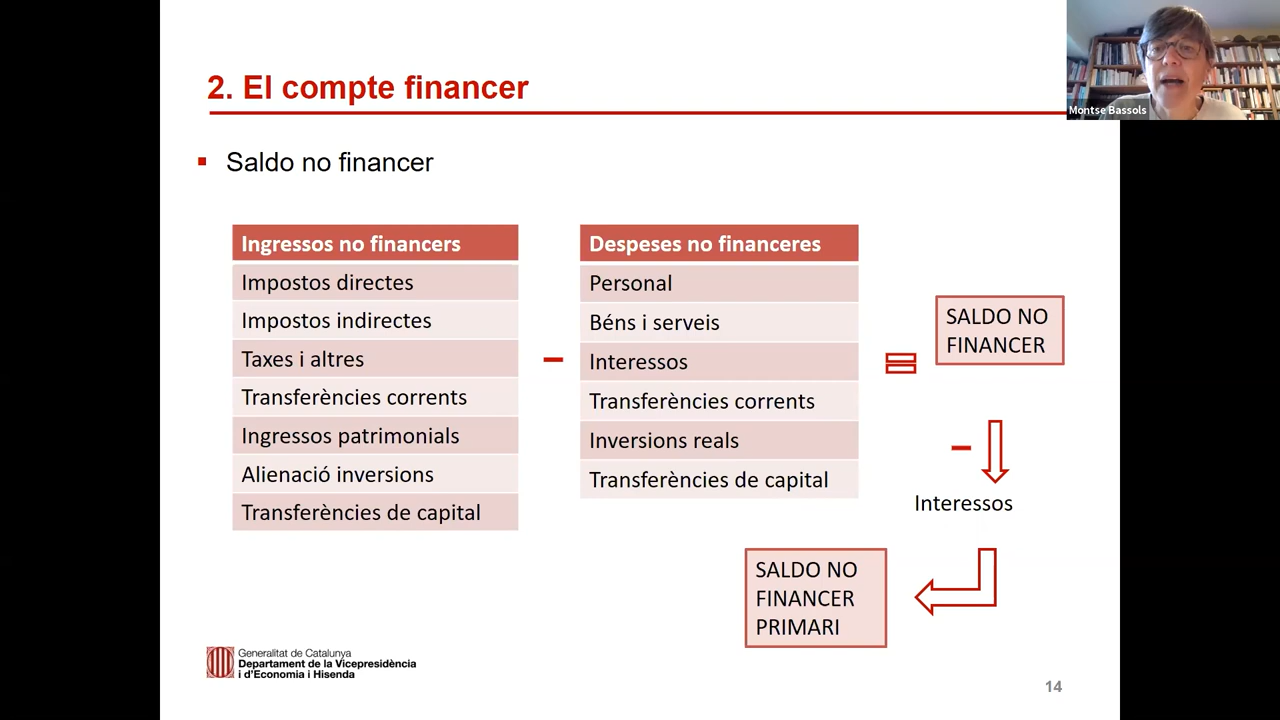 2. El compte financer
Montse Bassols
Saldo no financer
Ingressos no financers
Impostos directes
Impostos indirectes
Taxes i altres
Transferències corrents
Ingressos patrimonials
Alienació inversions
Transferències de capital
–
Despeses no financeres
Personal
Béns i serveis
Interessos
Transferències corrents
Inversions reals
Transferències de capital
=
SALDO NO
FINANCER
–
Interessos
SALDO NO
FINANCER
PRIMARI
Generalitat de Catalunya
Departament de la Vicepresidència
i d'Economia i Hisenda
14